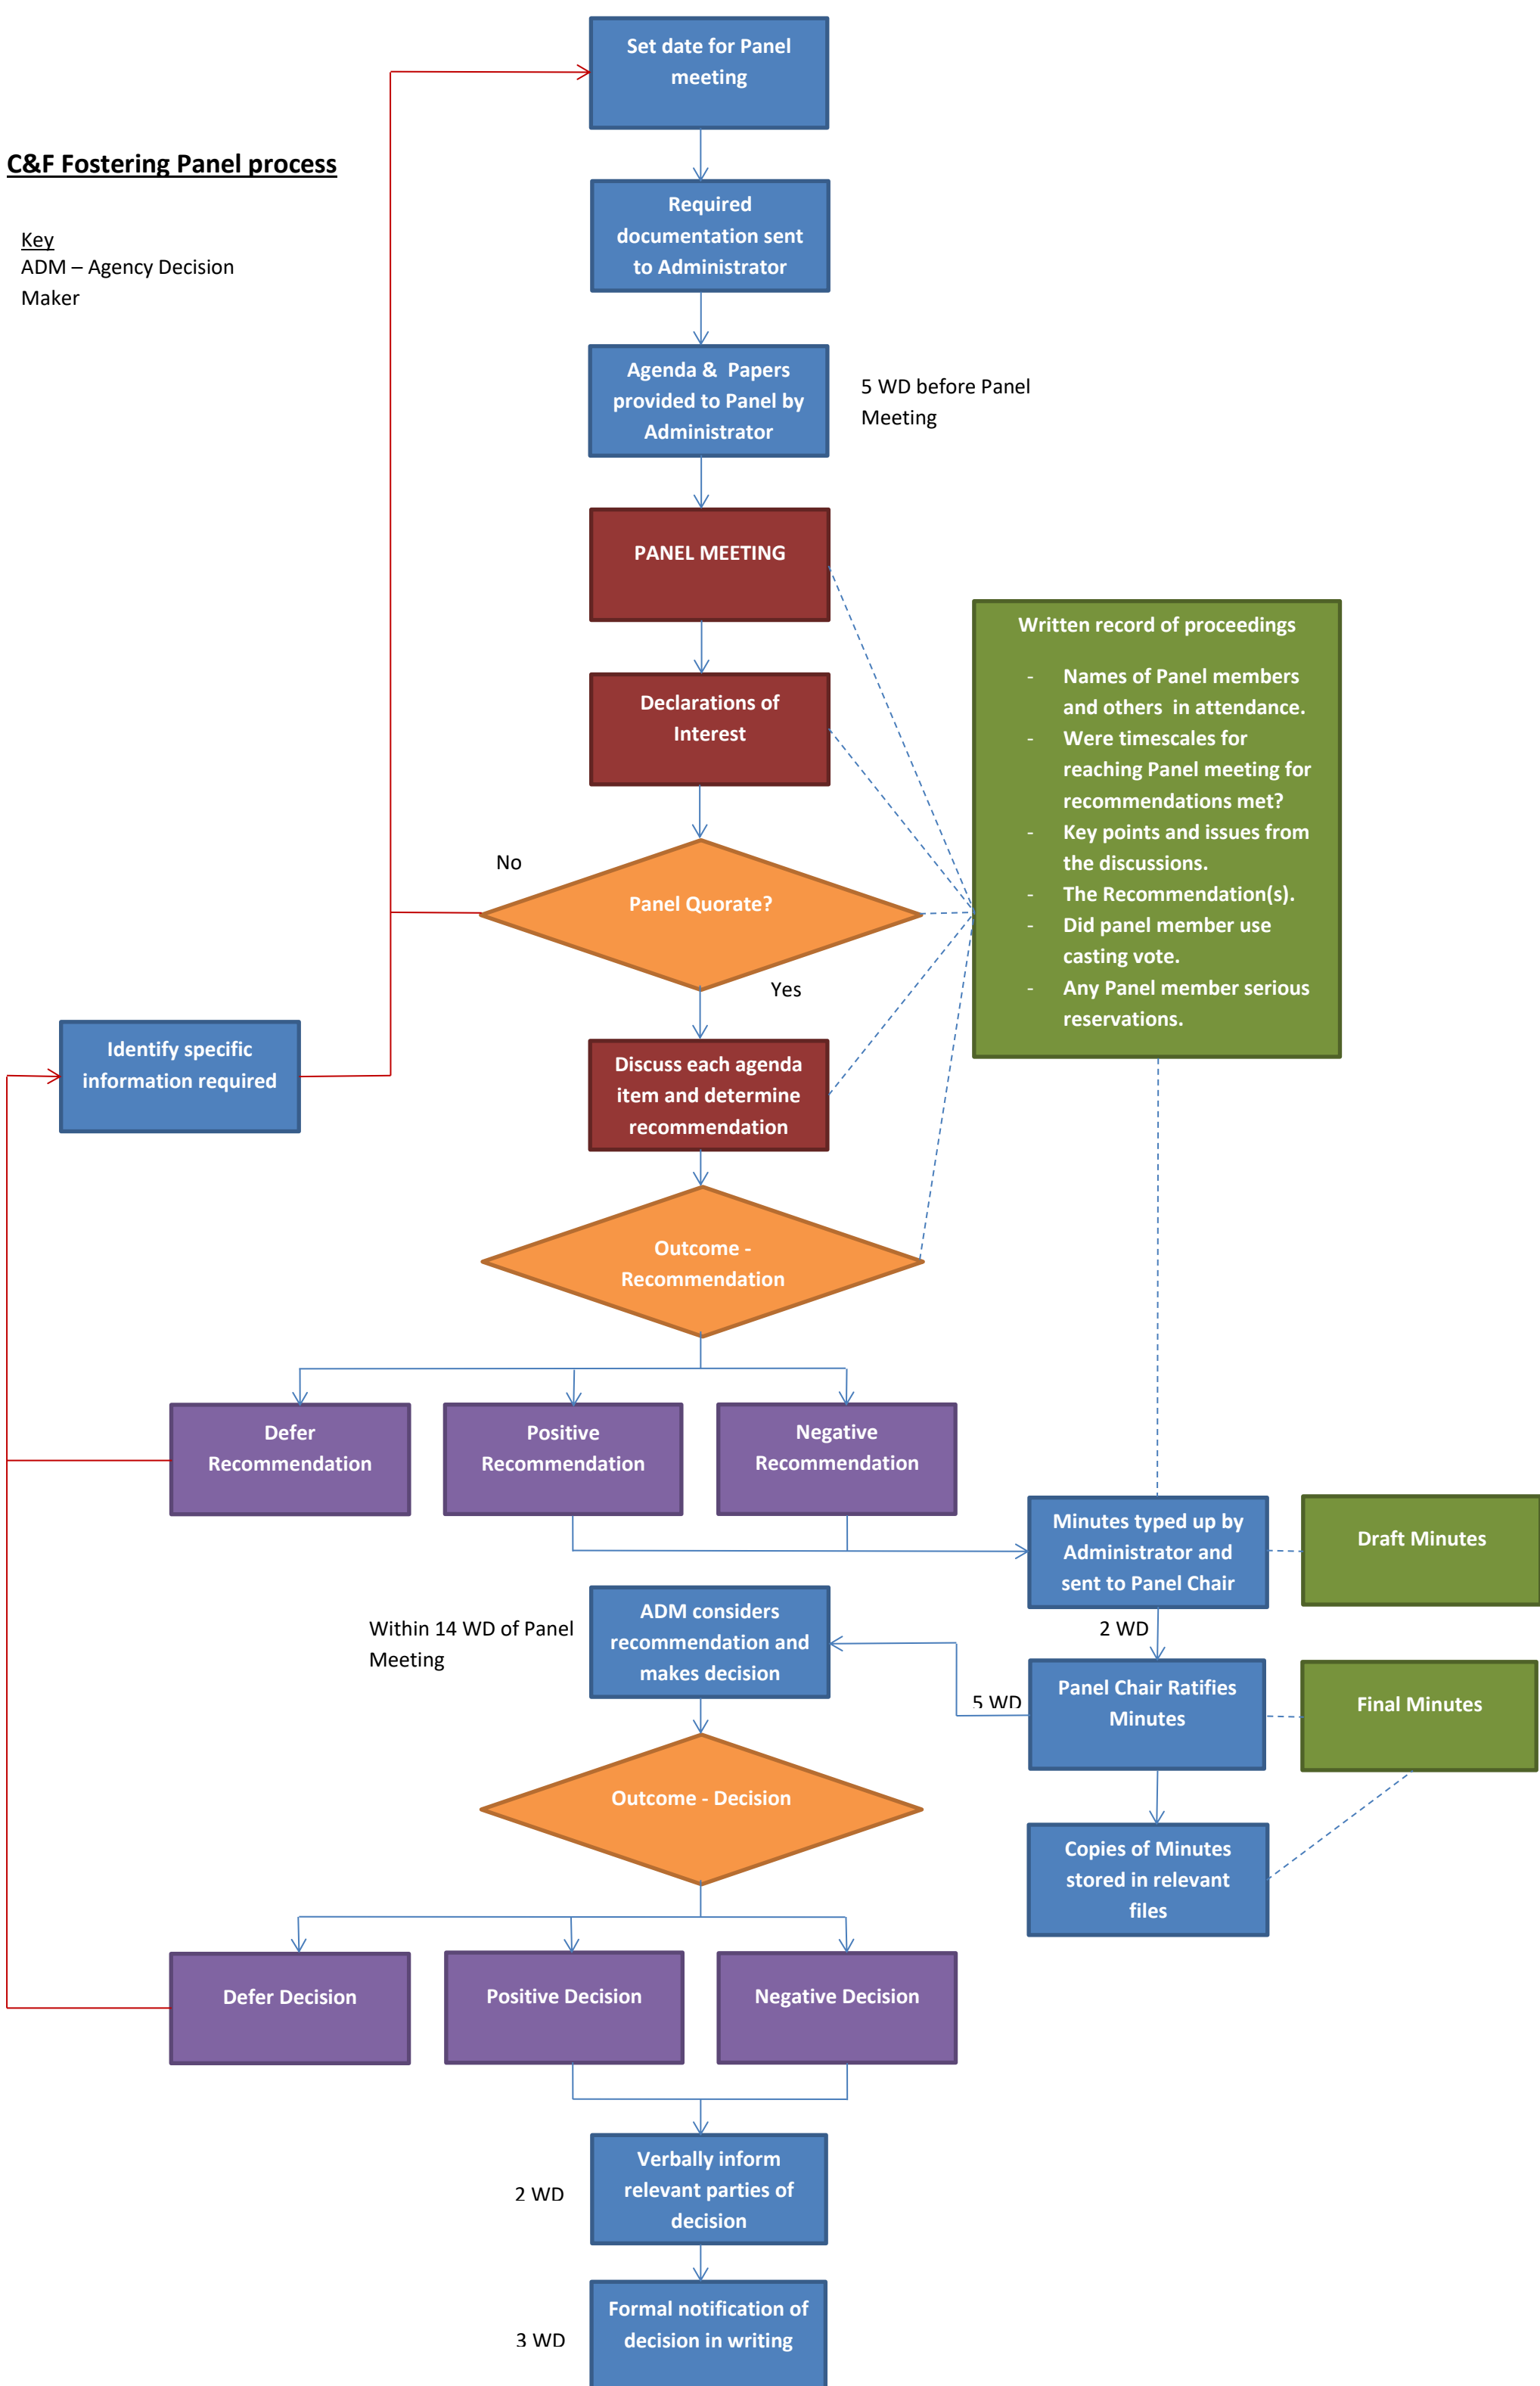 Set date for Panel
meeting
C&F Fostering Panel process
Key
ADM – Agency Decision
Maker
Required
documentation sent
to Administrator
Agenda & Papers
provided to Panel by
Administrator
5 WD before Panel
Meeting
PANEL MEETING
Declarations of
Interest
Written record of proceedings
- Names of Panel members
and others in attendance.
- Were timescales for
reaching Panel meeting for
recommendations met?
- Key points and issues from
the discussions.
- The Recommendation(s).
- Did panel member use
casting vote.
- Any Panel member serious
reservations.
No
Panel Quorate?
Yes
Identify specific
information required
Discuss each agenda
item and determine
recommendation
Outcome -
Recommendation
Defer
Recommendation
Positive
Recommendation
Negative
Recommendation
Minutes typed up by
Administrator and
sent to Panel Chair
Draft Minutes
2 WD
Within 14 WD of Panel
Meeting
ADM considers
recommendation and
makes decision
5 WD
Panel Chair Ratifies
Minutes
Final Minutes
Outcome - Decision
Copies of Minutes
stored in relevant
files
Defer Decision
Positive Decision
Negative Decision
2 WD
Verbally inform
relevant parties of
decision
3 WD
Formal notification of
decision in writing